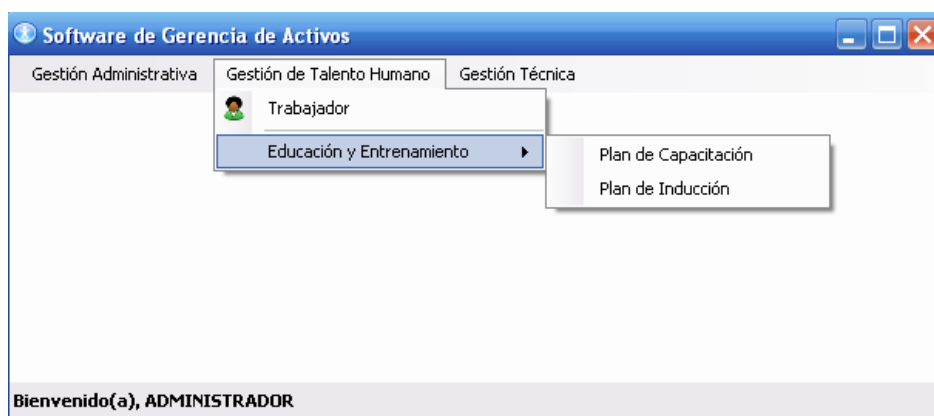 Software de Gerencia de Activos
Gestión Administrativa Gestión de Talento Humano Gestión Técnica
Trabajador
Educación y Entrenamiento
Plan de Capacitación
Plan de Inducción
Bienvenido(a), ADMINISTRADOR